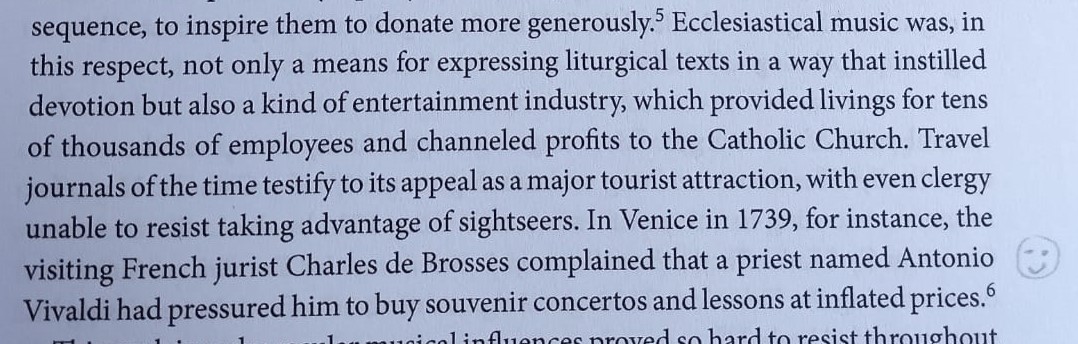 sequence, to inspire them to donate more generously.⁵ Ecclesiastical music was, in
this respect, not only a means for expressing liturgical texts in a way that instilled
devotion but also a kind of entertainment industry, which provided livings for tens
of thousands of employees and channeled profits to the Catholic Church. Travel
journals of the time testify to its appeal as a major tourist attraction, with even clergy
unable to resist taking advantage of sightseers. In Venice in 1739, for instance, the
visiting French jurist Charles de Brosses complained that a priest named Antonio
Vivaldi had pressured him to buy souvenir concertos and lessons at inflated prices.⁶
musical influences proved so hard to resist throughout